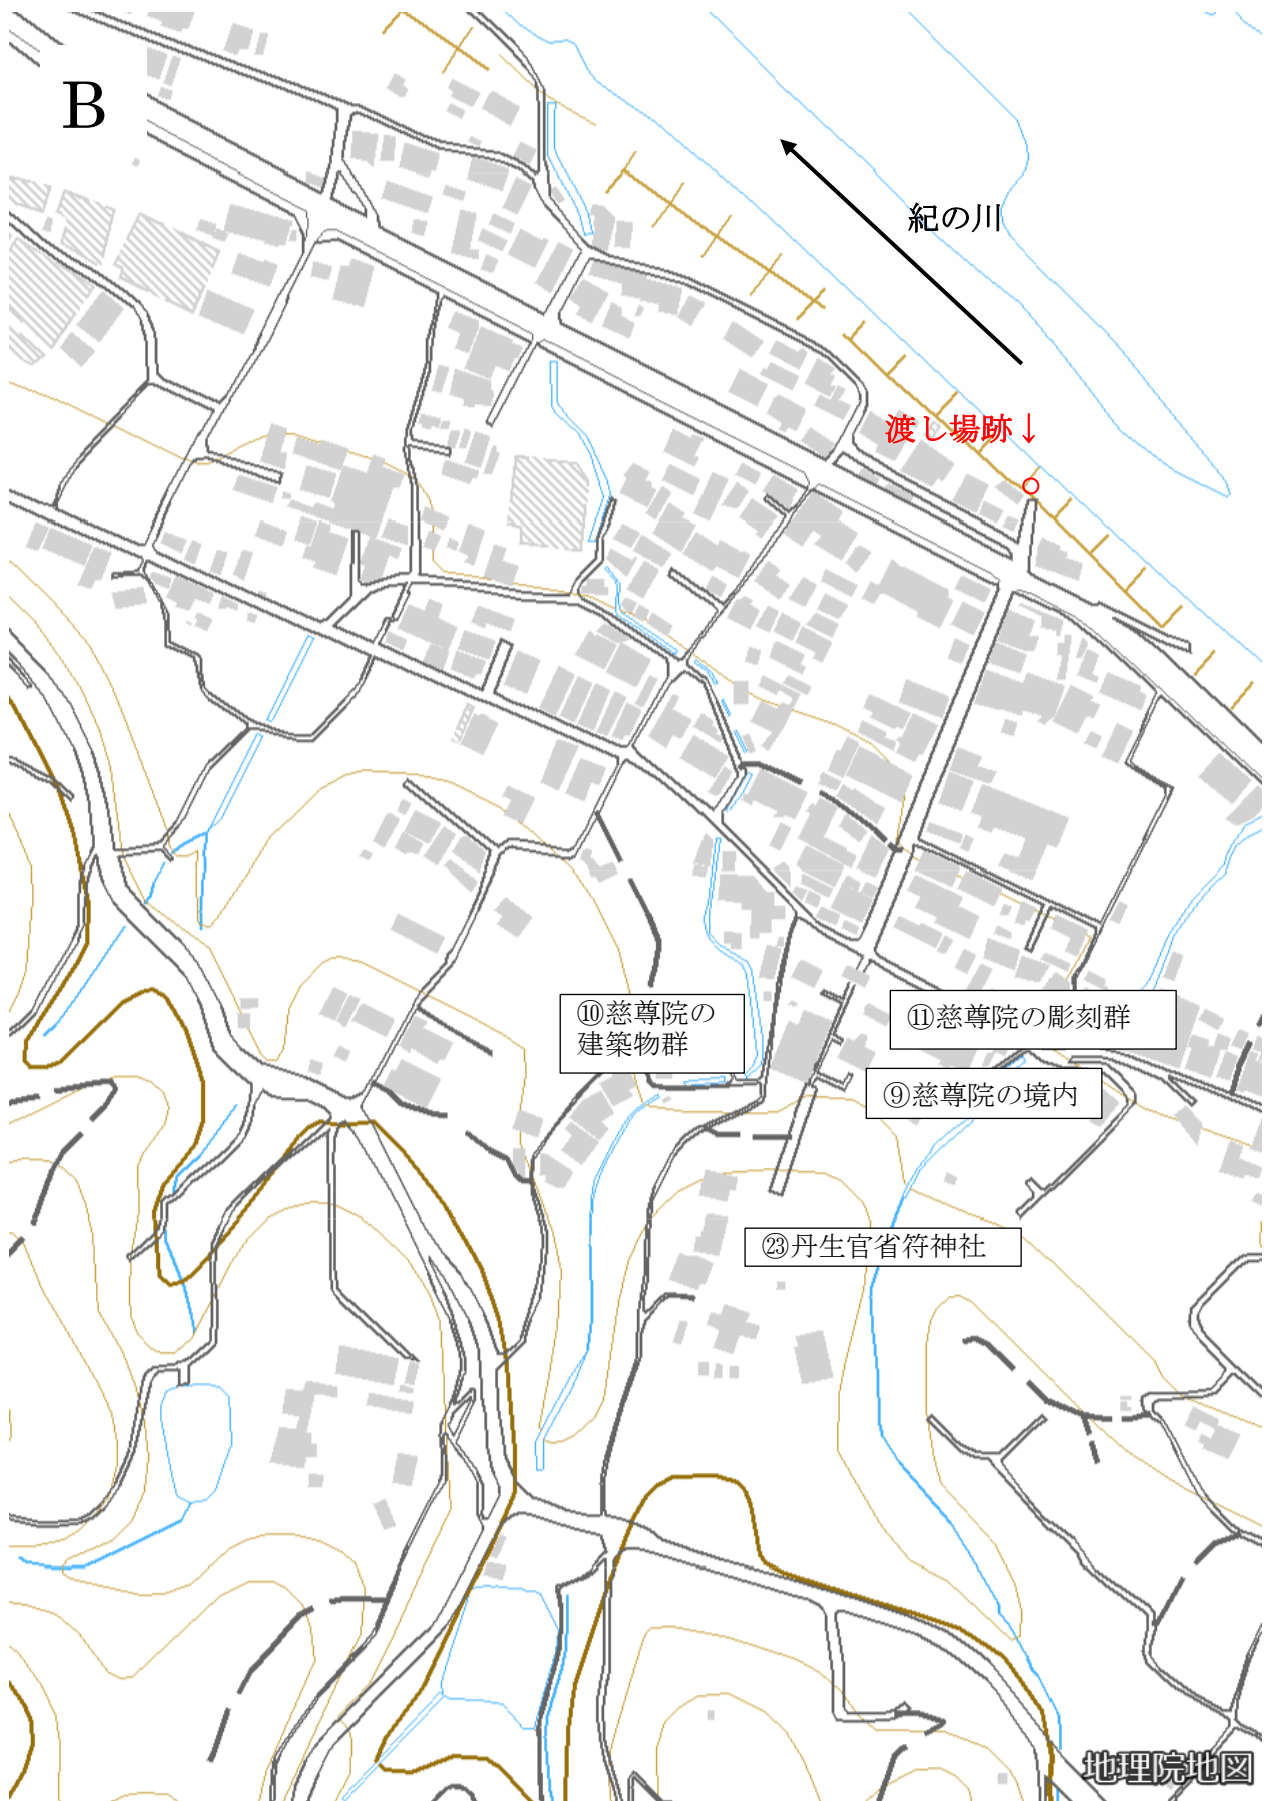 B
紀の川
渡し場跡↓
⑩慈尊院の
建築物群
⑪慈尊院の彫刻群
⑨慈尊院の境内
㉓丹生官省符神社
地理院地図